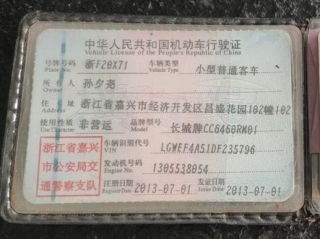 中华人民共和国机动车行驶证
Vehicle License of the People's Republic of China
号牌号码 浙FZ0X71 车辆类型 小型普通客车
Plate No. Vehicle Type
所有人 孙夕亮
Owner
住址 浙江省嘉兴市经济开发区昌盛花园102幢102
Address
使用性质 非营运 品牌型号 长城牌CC6460RM01
Use Character Model
浙江省嘉兴 车辆识别代号 LGWEF4A51DF235796
VIN
市公安局交 发动机号码 1305538054
Engine No.
通警察支队 注册日期 2013-07-01 发证日期 2013-07-01
Register Date Issue Date